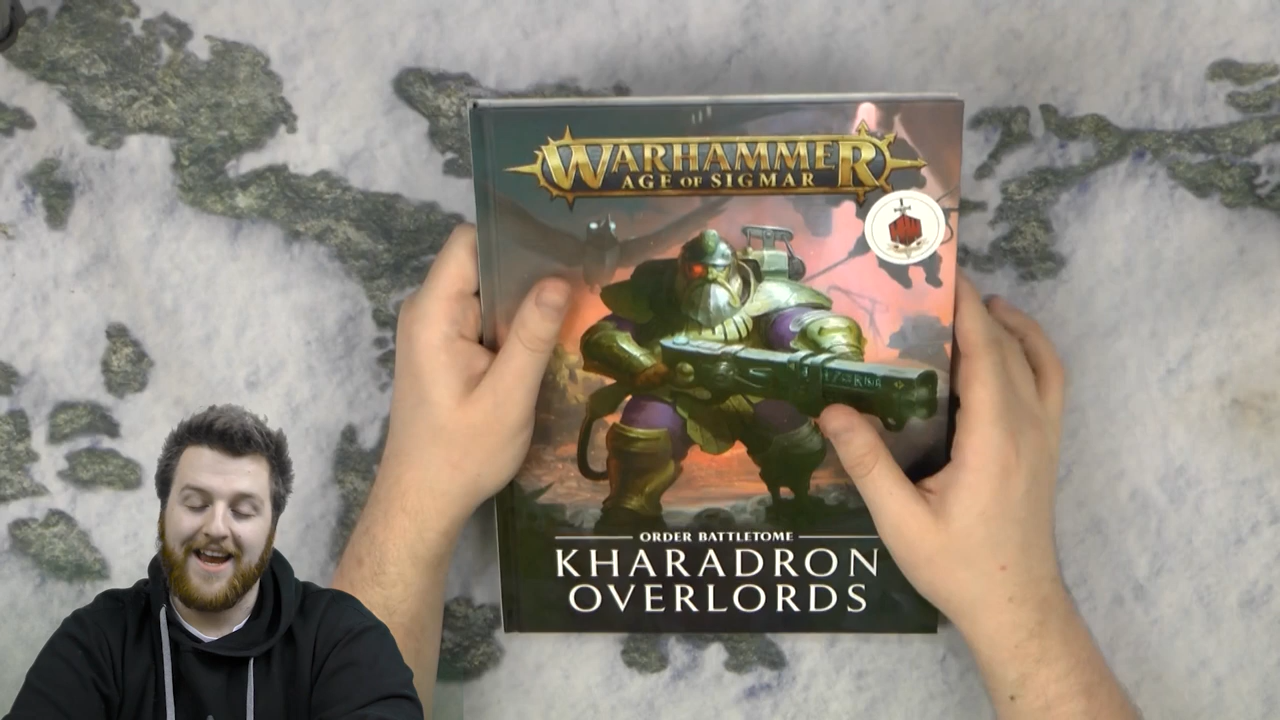 WARHAMMER
AGE OF SIGMAR
ORDER BATTLETOME
KHARADRON
OVERLORDS